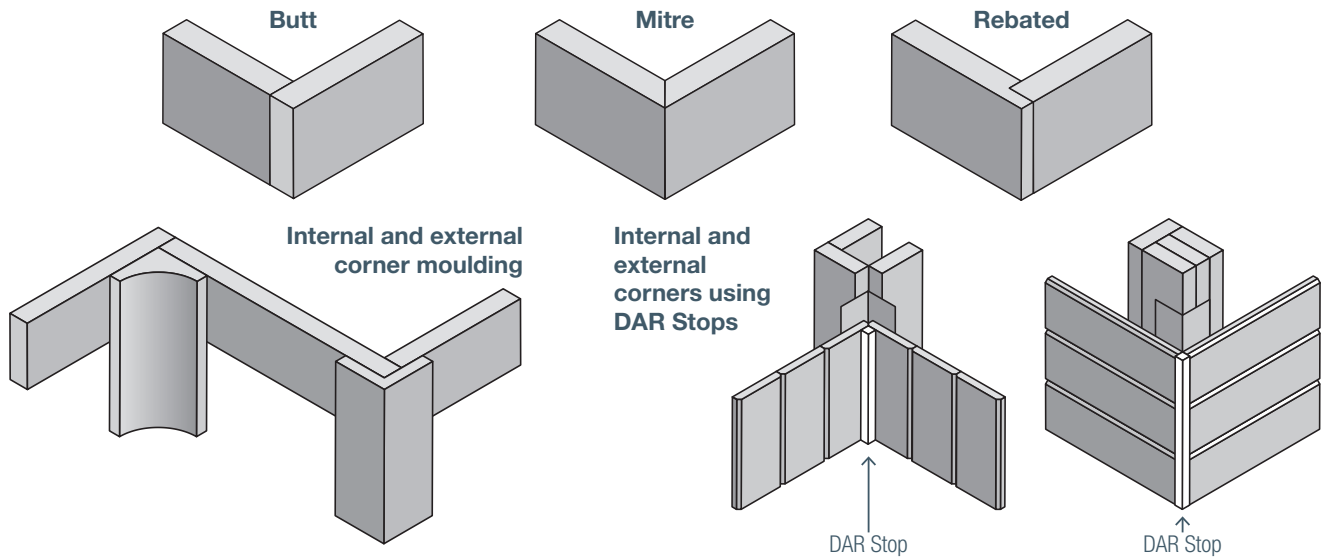 Butt
Mitre
Rebated
Internal and external
corner moulding
Internal and
external
corners using
DAR Stops
DAR Stop
DAR Stop